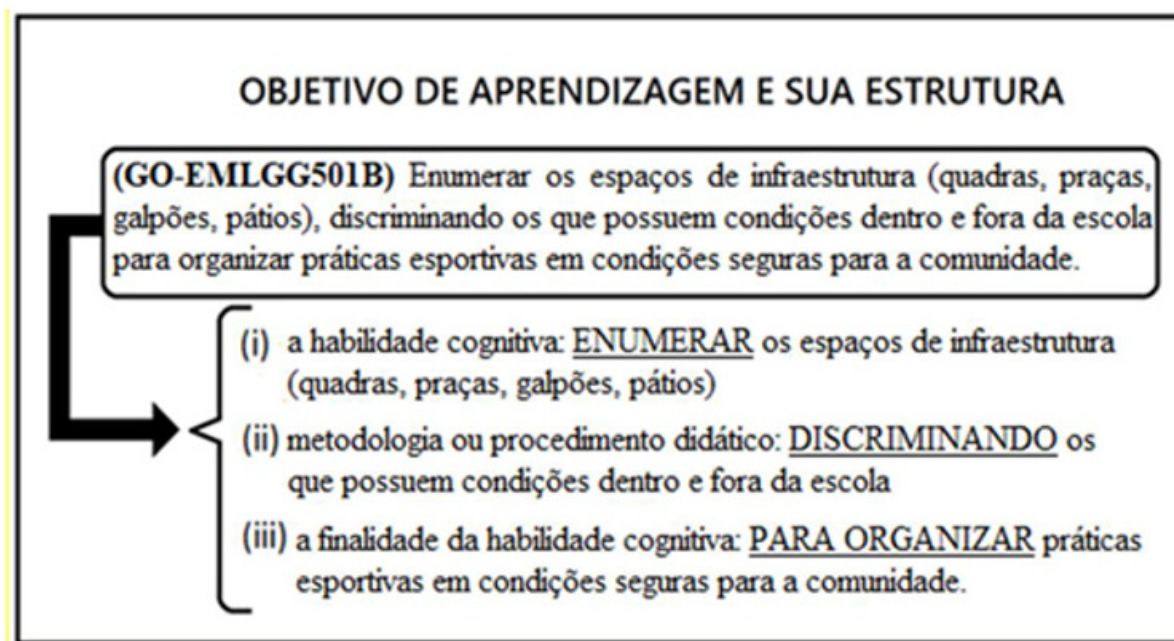 OBJETIVO DE APRENDIZAGEM E SUA ESTRUTURA
(GO-EMLGG501B) Enumerar os espaços de infraestrutura (quadras, praças,
galpões, pátios), discriminando os que possuem condições dentro e fora da escola
para organizar práticas esportivas em condições seguras para a comunidade.
(i) a habilidade cognitiva: ENUMERAR os espaços de infraestrutura
(quadras, praças, galpões, pátios)
(ii) metodologia ou procedimento didático: DISCRIMINANDO os
que possuem condições dentro e fora da escola
(iii) a finalidade da habilidade cognitiva: PARA ORGANIZAR práticas
esportivas em condições seguras para a comunidade.